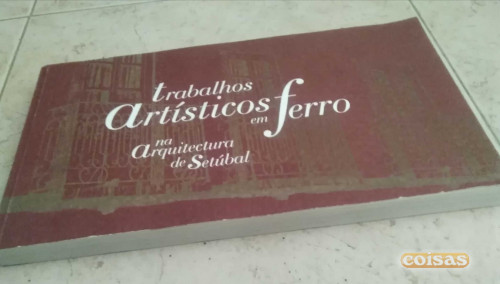 trabalhos
artísticos em ferro
na
arquitectura
de Setúbal
coisas